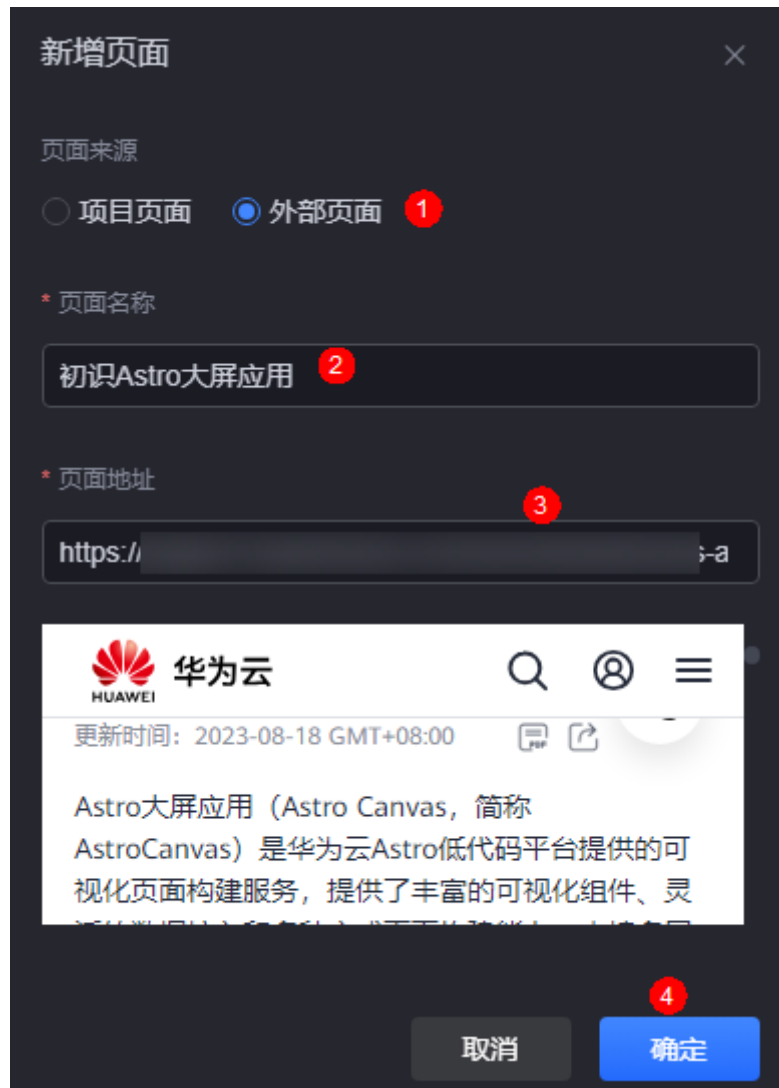 新增页面
页面来源
项目页面 外部页面 1
* 页面名称
初识Astro大屏应用 2
* 页面地址
3
https:// s-a
HUAWEI 华为云
更新时间：2023-08-18 GMT+08:00 PDF
Astro大屏应用（Astro Canvas，简称
AstroCanvas）是华为云Astro低代码平台提供的可
视化页面构建服务，提供了丰富的可视化组件、灵
4
取消 确定